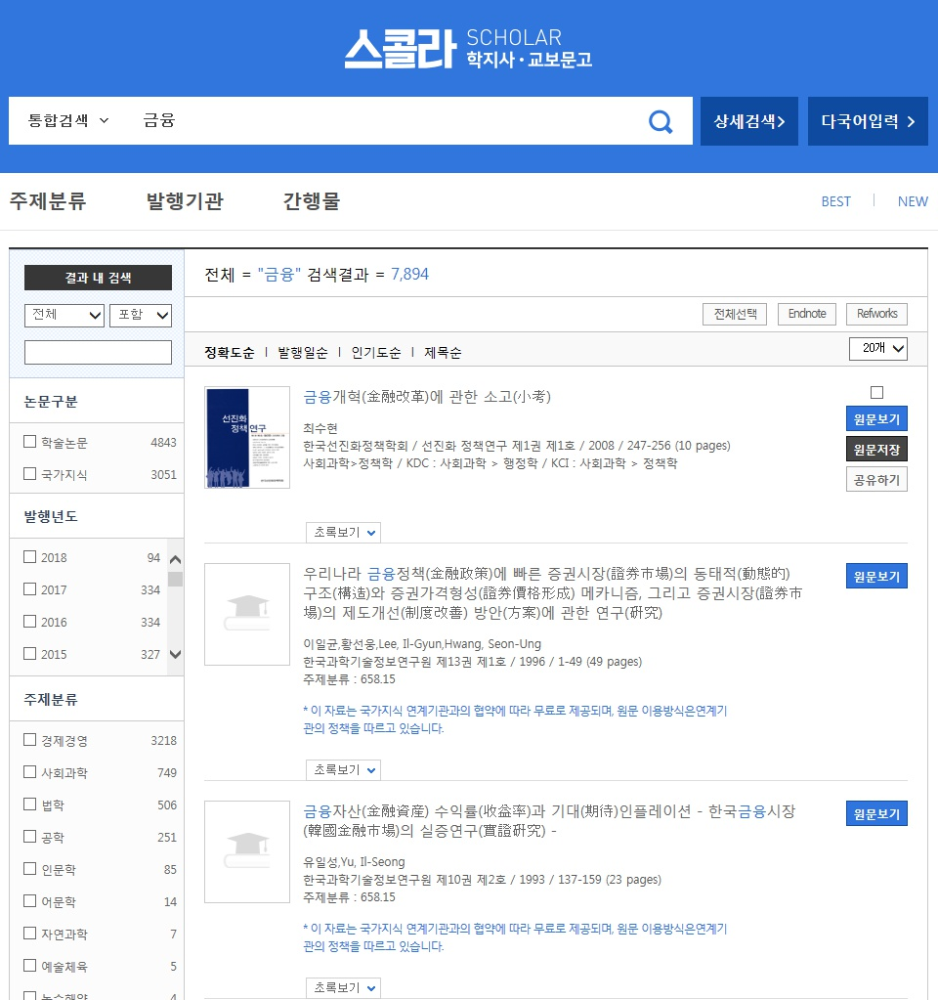 스콜라 SCHOLAR
학지사·교보문고
통합검색 금융 상세검색 다국어입력
주제분류 발행기관 간행물 BEST NEW
결과 내 검색
전체 포함
논문구분
학술논문 4843
국가지식 3051
발행년도
2018 94
2017 334
2016 334
2015 327
주제분류
경제경영 3218
사회과학 749
법학 506
공학 251
인문학 85
어문학 14
자연과학 7
예술체육 5
농수해양 4
전체 = "금융" 검색결과 = 7,894
전체선택 Endnote Refworks
정확도순 l 발행일순 l 인기도순 l 제목순 20개
선진화
정책연구
금융개혁(金融改革)에 관한 소고(小考)
최수현
한국선진화정책학회 / 선진화 정책연구 제1권 제1호 / 2008 / 247-256 (10 pages)
사회과학>정책학 / KDC : 사회과학 > 행정학 / KCI : 사회과학 > 정책학
원문보기
원문저장
공유하기
초록보기
우리나라 금융정책(金融政策)에 빠른 증권시장(證券市場)의 동태적(動態的)
구조(構造)와 증권가격형성(證券價格形成) 메카니즘, 그리고 증권시장(證券市
場)의 제도개선(制度改善) 방안(方案)에 관한 연구(硏究)
이일균,황선웅,Lee, Il-Gyun,Hwang, Seon-Ung
한국과학기술정보연구원 제13권 제1호 / 1996 / 1-49 (49 pages)
주제분류 : 658.15
* 이 자료는 국가지식 연계기관과의 협약에 따라 무료로 제공되며, 원문 이용방식은연계기
관의 정책을 따르고 있습니다.
원문보기
초록보기
금융자산(金融資産) 수익률(收益率)과 기대(期待)인플레이션 - 한국금융시장
(韓國金融市場)의 실증연구(實證硏究) -
유일성,Yu, Il-Seong
한국과학기술정보연구원 제10권 제2호 / 1993 / 137-159 (23 pages)
주제분류 : 658.15
* 이 자료는 국가지식 연계기관과의 협약에 따라 무료로 제공되며, 원문 이용방식은연계기
관의 정책을 따르고 있습니다.
원문보기
초록보기